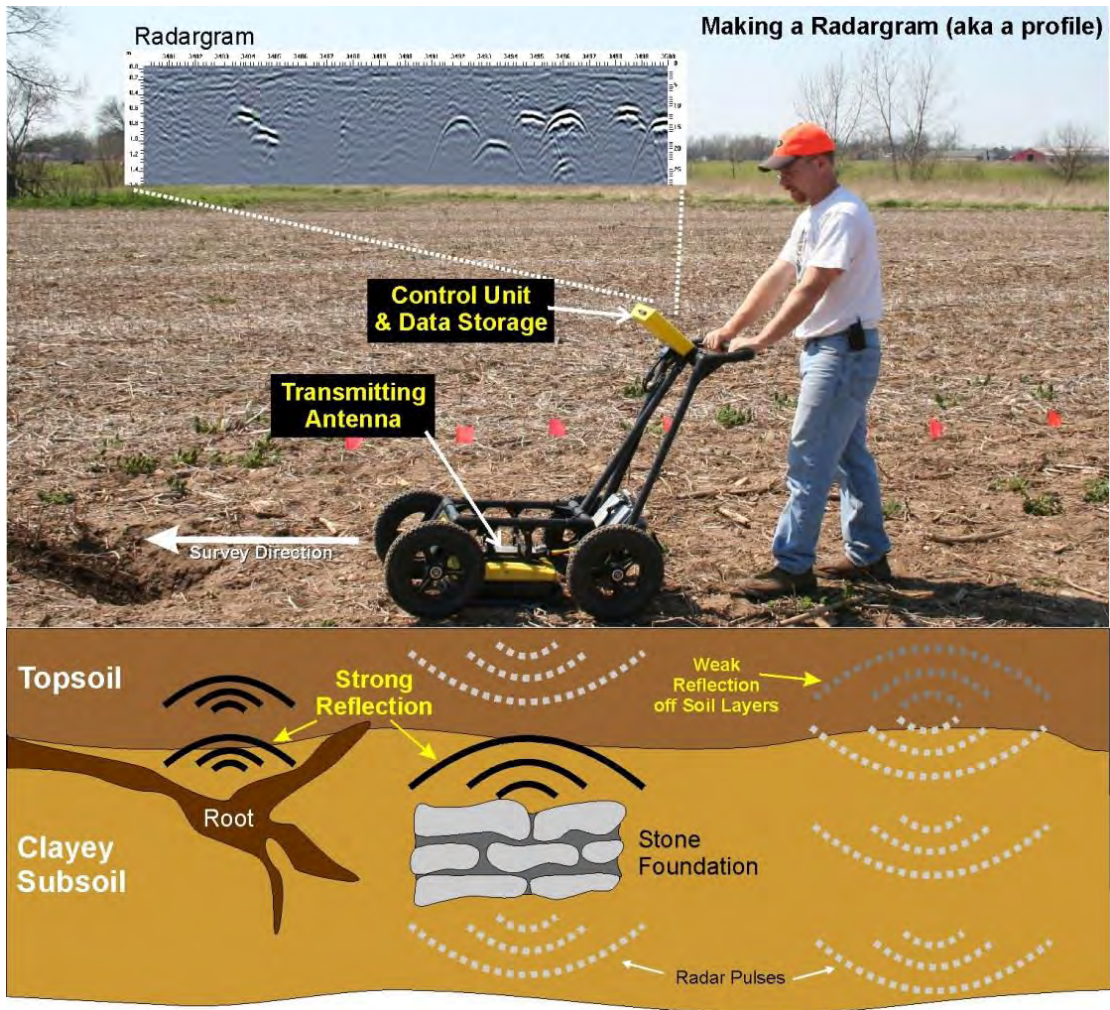 Making a Radargram (aka a profile)
Radargram
Control Unit
& Data Storage
Transmitting
Antenna
Survey Direction
Topsoil
Strong
Reflection
Weak
Reflection
off Soil Layers
Root
Clayey
Subsoil
Stone
Foundation
Radar Pulses